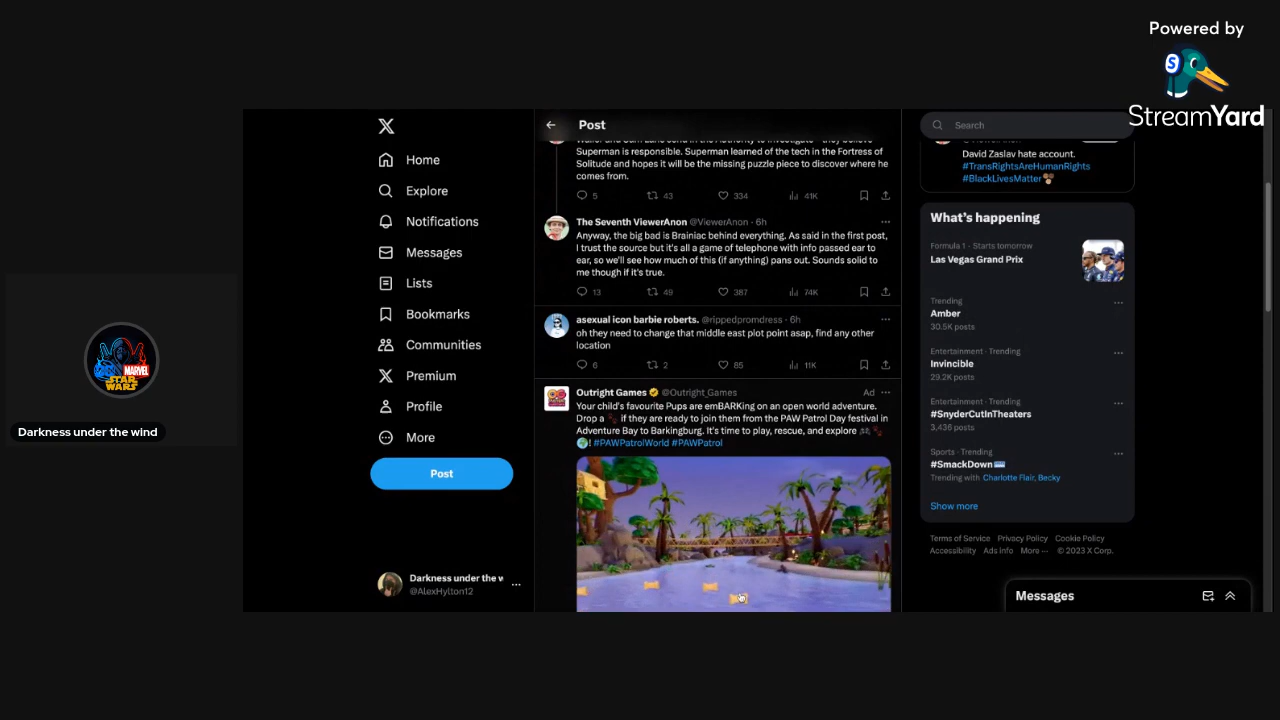 Powered by
StreamYard
MARVEL
STAR
WARS
Darkness under the wind
Home
Explore
Notifications
Messages
Lists
Bookmarks
Communities
Premium
Profile
More
Post
Darkness under the w
@AlexHylton12
Post
Superman is responsible. Superman learned of the tech in the Fortress of
Solitude and hopes it will be the missing puzzle piece to discover where he
comes from.
5 43 334 41K
The Seventh ViewerAnon @ViewerAnon · 6h
Anyway, the big bad is Brainiac behind everything. As said in the first post,
I trust the source but it's all a game of telephone with info passed ear to
ear, so we'll see how much of this (if anything) pans out. Sounds solid to
me though if it's true.
13 49 387 74K
asexual icon barbie roberts. @rippedpromdress · 6h
oh they need to change that middle east plot point asap, find any other
location
6 2 85 11K
Outright Games @Outright_Games Ad
Your child's favourite Pups are emBARKing on an open world adventure.
Drop a 🐾 if they are ready to join them from the PAW Patrol Day festival in
Adventure Bay to Barkingburg. It's time to play, rescue, and explore 🎮 🐾
🌍! #PAWPatrolWorld #PAWPatrol
Search
David Zaslav hate account.
#TransRightsAreHumanRights
#BlackLivesMatter
What's happening
Formula 1 · Starts tomorrow
Las Vegas Grand Prix
Trending
Amber
30.5K posts
Entertainment · Trending
Invincible
29.2K posts
Entertainment · Trending
#SnyderCutInTheaters
3,436 posts
Sports · Trending
#SmackDown
Trending with Charlotte Flair, Becky
Show more
Terms of Service Privacy Policy Cookie Policy
Accessibility Ads info More ··· © 2023 X Corp.
Messages